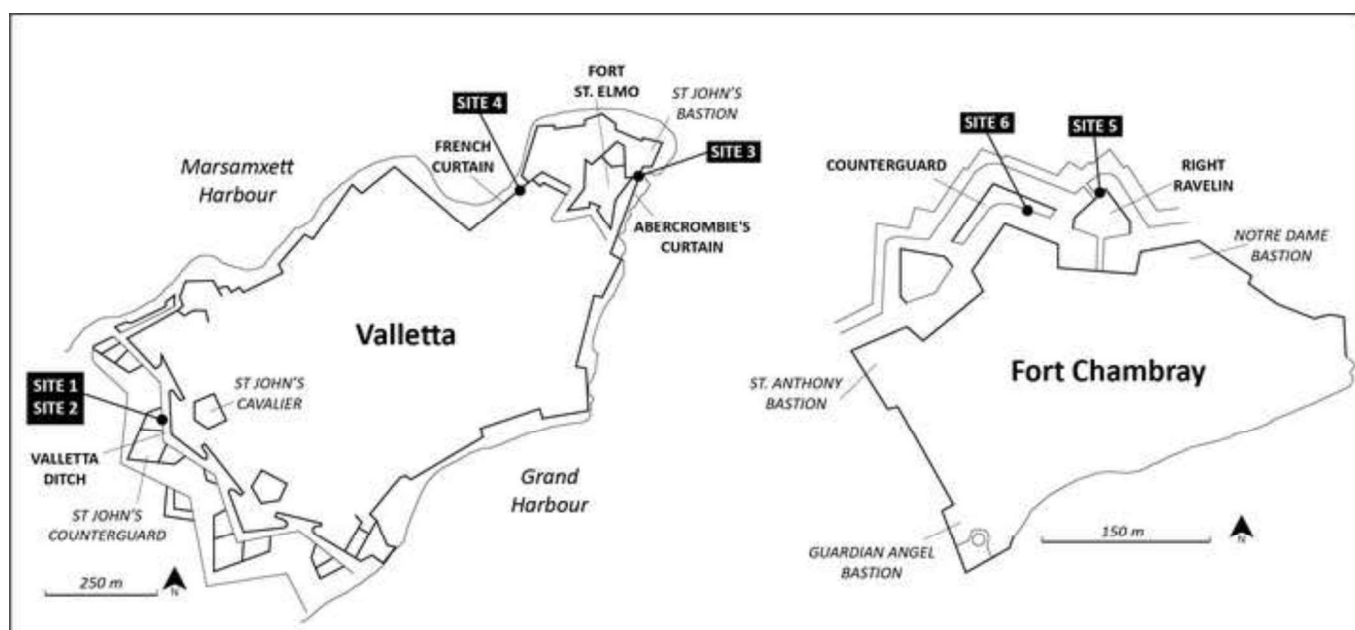 FORT
ST. ELMO
ST JOHN'S
BASTION
SITE 4
FRENCH
CURTAIN
SITE 3
Marsamxett
Harbour
ABERCROMBIE'S
CURTAIN
Valletta
SITE 1
SITE 2
ST JOHN'S
CAVALIER
VALLETTA
DITCH
Grand
Harbour
ST JOHN'S
COUNTERGUARD
250 m
N
SITE 6
SITE 5
COUNTERGUARD
RIGHT
RAVELIN
NOTRE DAME
BASTION
Fort Chambray
ST. ANTHONY
BASTION
GUARDIAN ANGEL
BASTION
150 m
N